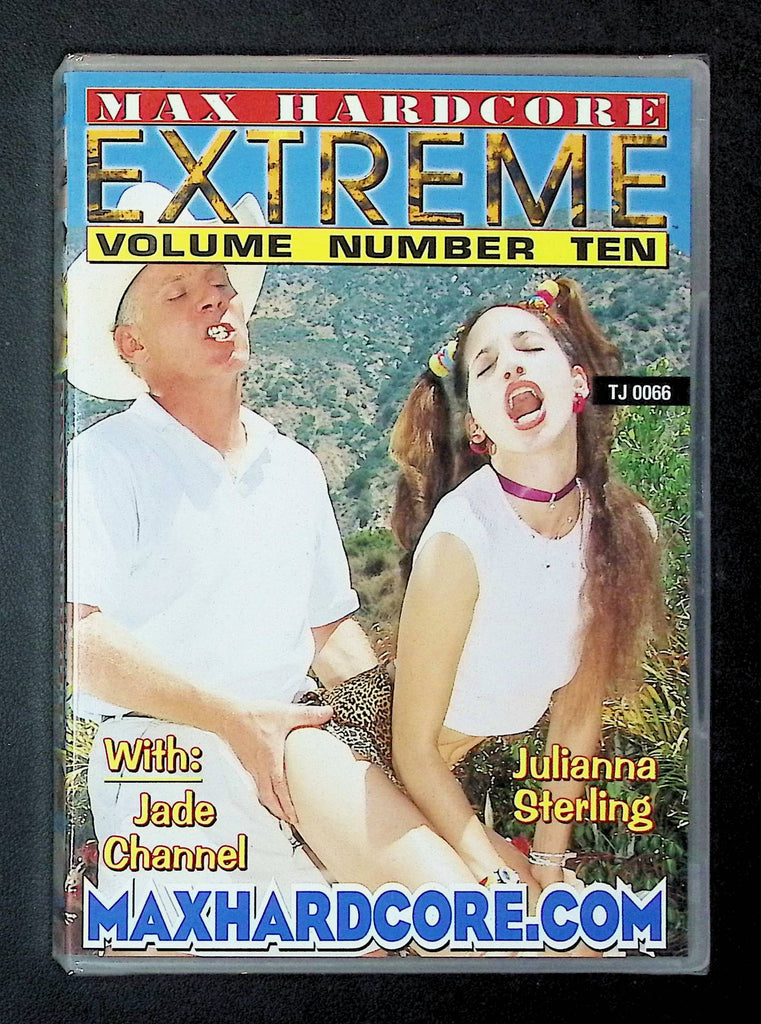 MAX HARDCORE
EXTREME
VOLUME NUMBER TEN
TJ 0066
With:
Jade
Channel
Julianna
Sterling
MAXHARDCORE.COM